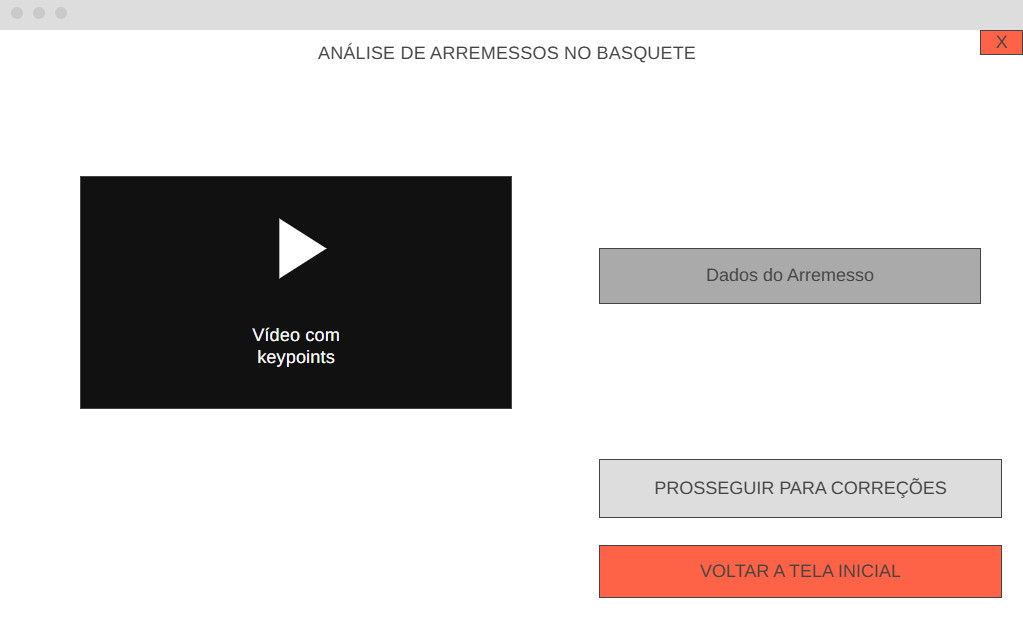 X
ANÁLISE DE ARREMESSOS NO BASQUETE
Vídeo com
keypoints
Dados do Arremesso
PROSSEGUIR PARA CORREÇÕES
VOLTAR A TELA INICIAL